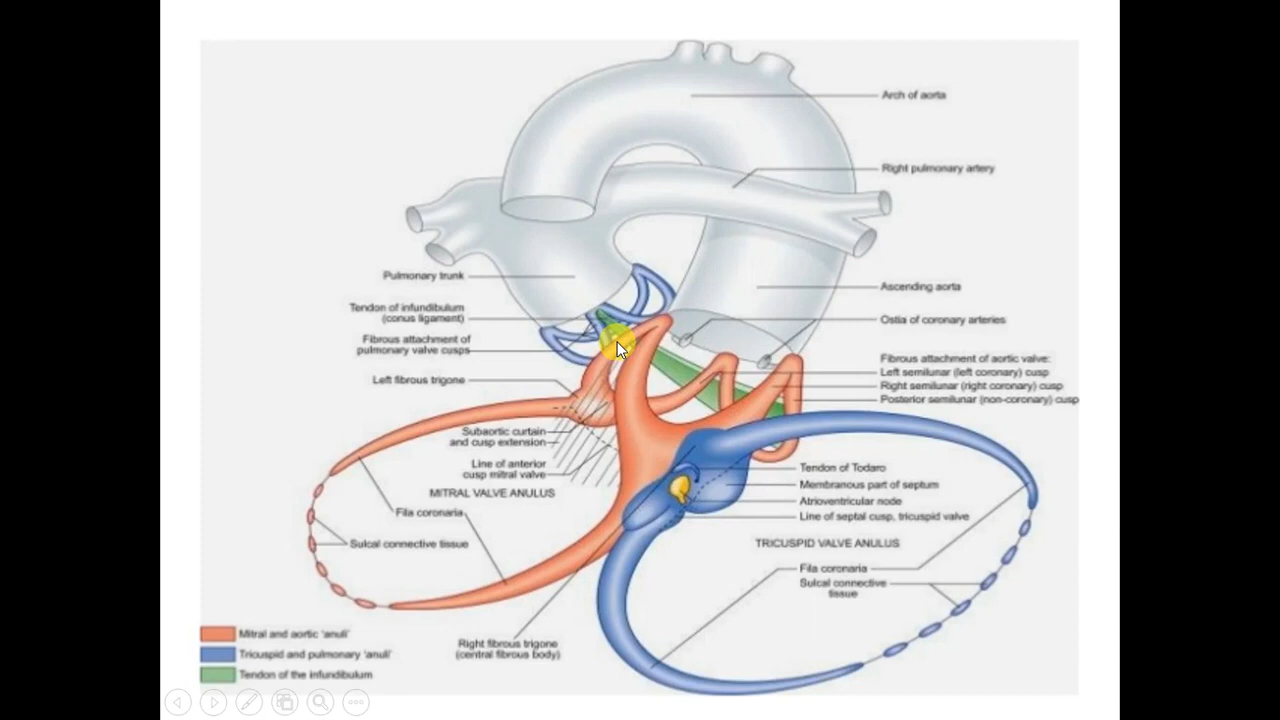 Arch of aorta
Right pulmonary artery
Pulmonary trunk
Ascending aorta
Tendon of infundibulum
(conus ligament)
Ostia of coronary arteries
Fibrous attachment of
pulmonary valve cusps
Fibrous attachment of aortic valve:
Left semilunar (left coronary) cusp
Right semilunar (right coronary) cusp
Posterior semilunar (non-coronary) cusp
Left fibrous trigone
Subaortic curtain
and cusp extension
Line of anterior
cusp mitral valve
MITRAL VALVE ANULUS
Fila coronaria
Sulcal connective tissue
Tendon of Todaro
Membranous part of septum
Atrioventricular node
Line of septal cusp, tricuspid valve
TRICUSPID VALVE ANULUS
Fila coronaria
Sulcal connective
tissue
Right fibrous trigone
(central fibrous body)
Mitral and aortic 'anuli'
Tricuspid and pulmonary 'anuli'
Tendon of the infundibulum